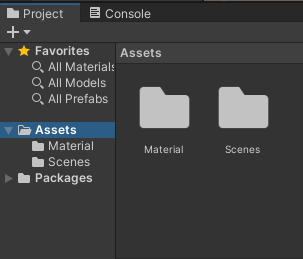 Project
Console
Favorites
All Materials
All Models
All Prefabs
Assets
Material
Scenes
Packages
Assets
Material
Scenes